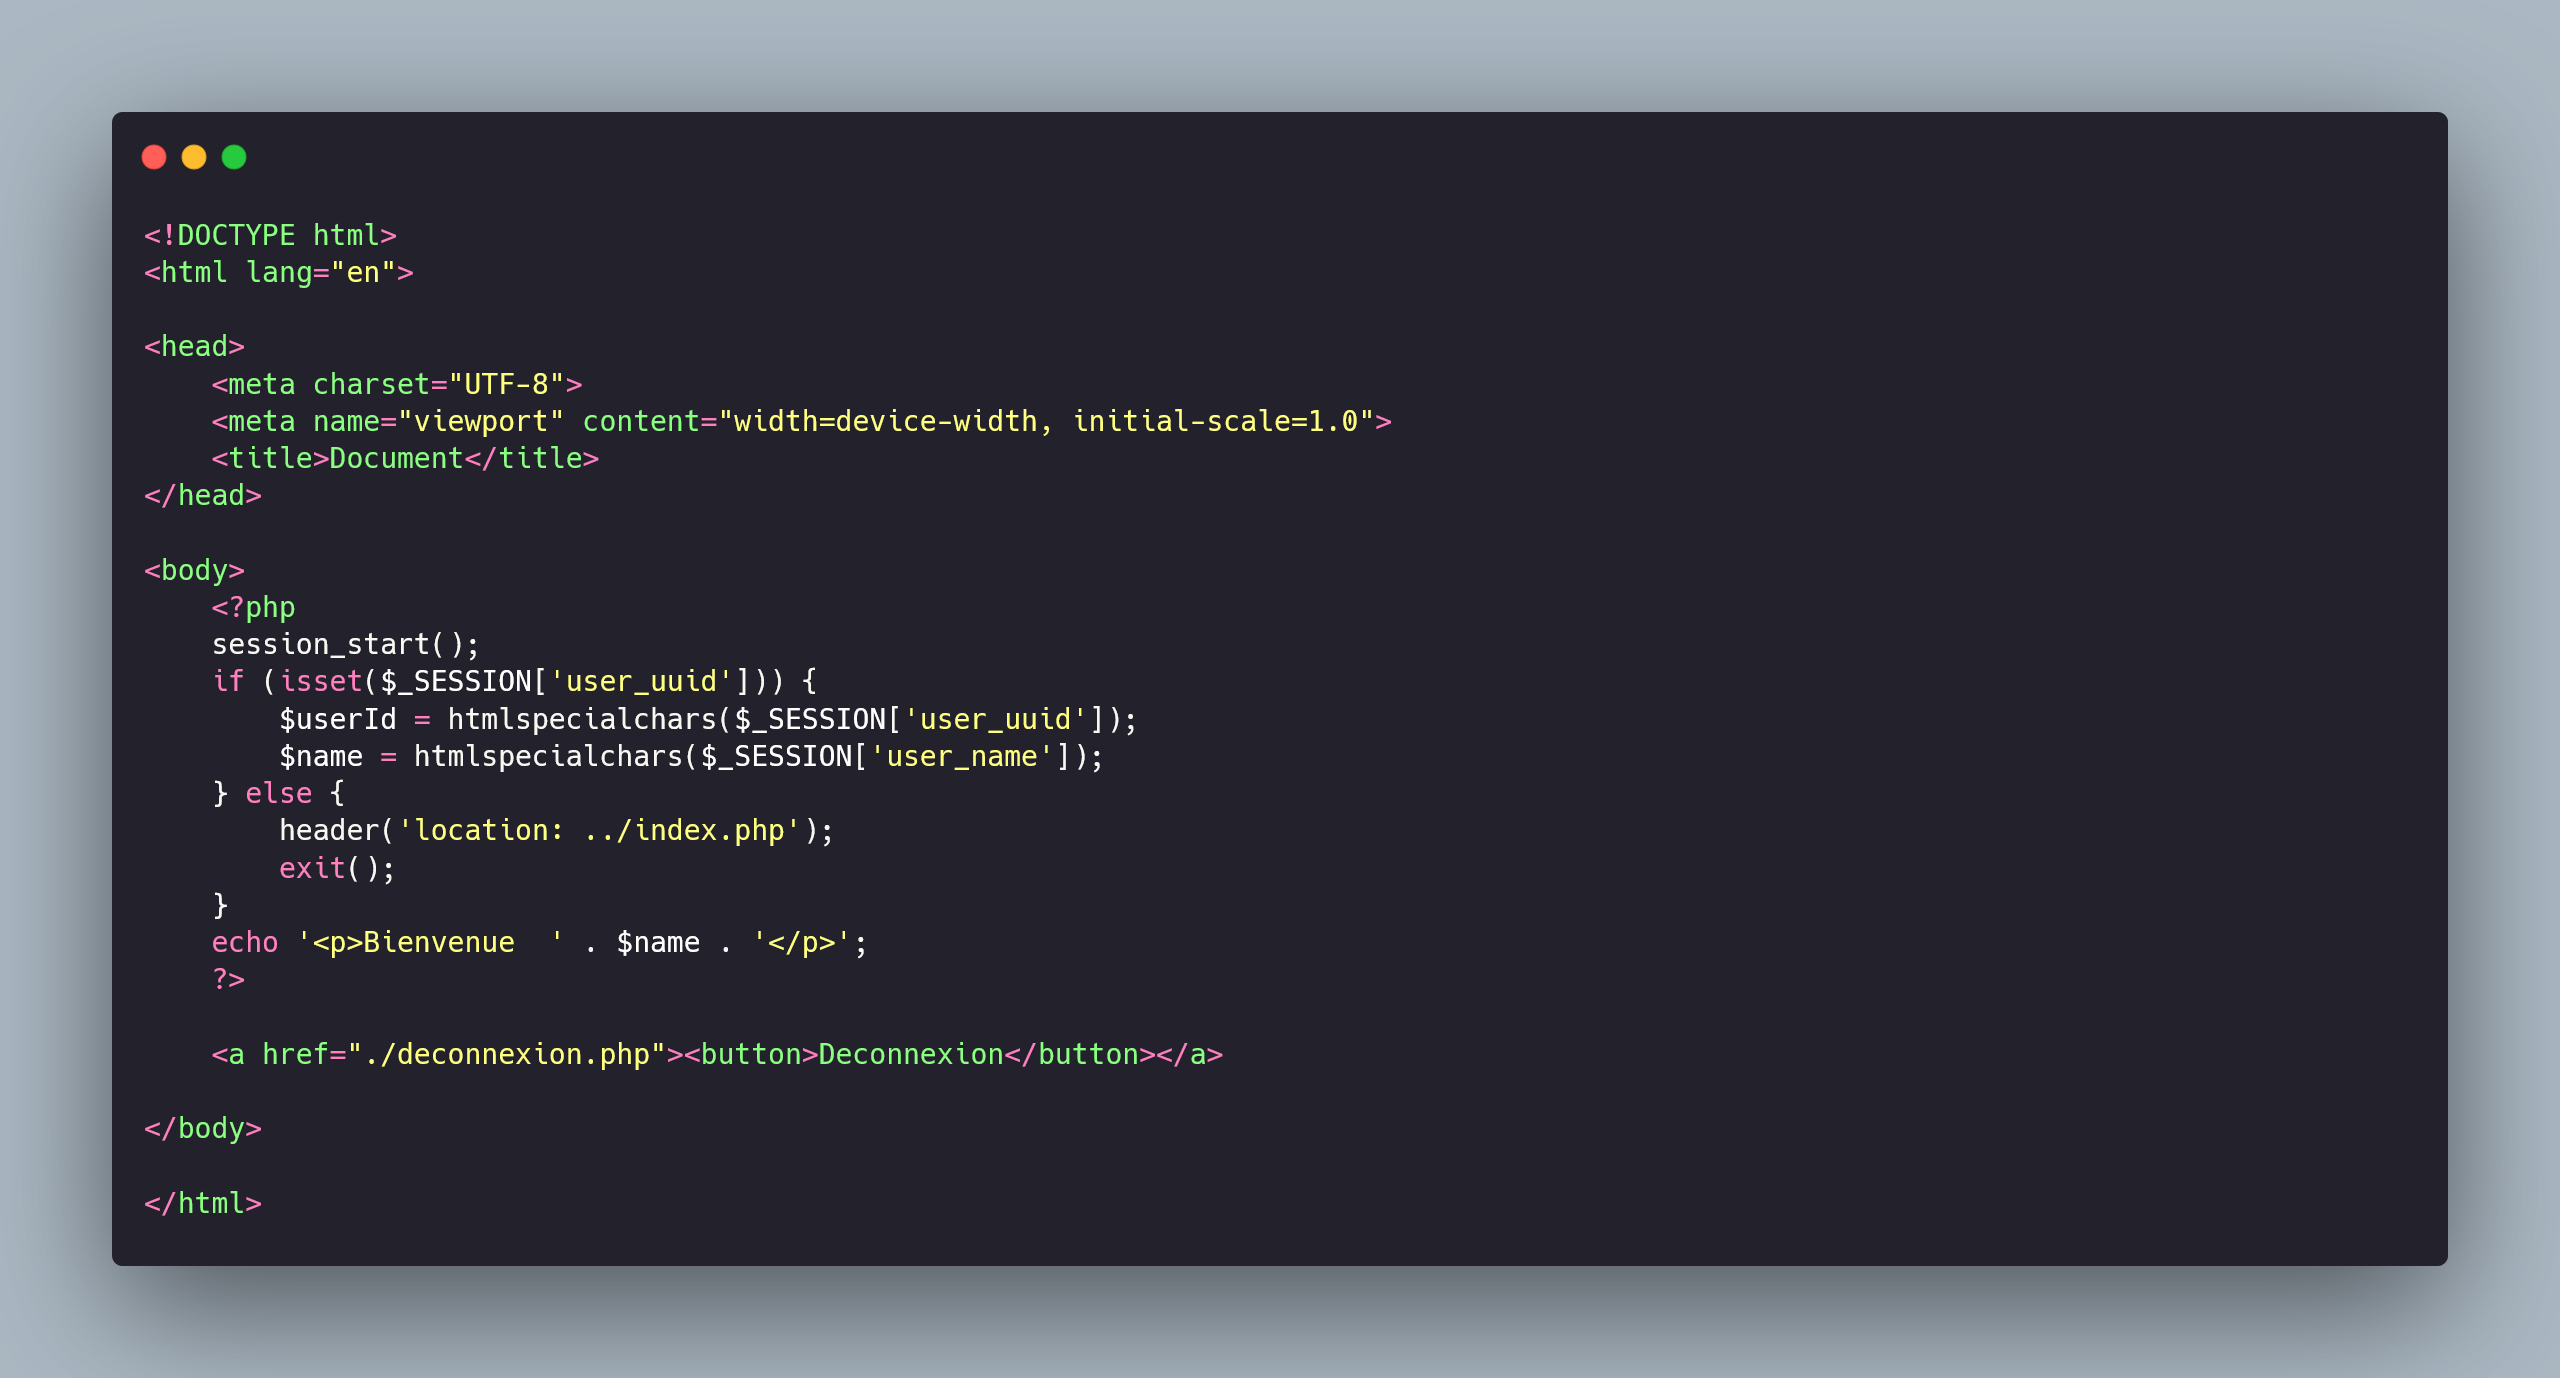 <!DOCTYPE html>
<html lang="en">

<head>
    <meta charset="UTF-8">
    <meta name="viewport" content="width=device-width, initial-scale=1.0">
    <title>Document</title>
</head>

<body>
    <?php
    session_start();
    if (isset($_SESSION['user_uuid'])) {
        $userId = htmlspecialchars($_SESSION['user_uuid']);
        $name = htmlspecialchars($_SESSION['user_name']);
    } else {
        header('location: ../index.php');
        exit();
    }
    echo '<p>Bienvenue  ' . $name . '</p>';
    ?>

    <a href="./deconnexion.php"><button>Deconnexion</button></a>

</body>

</html>